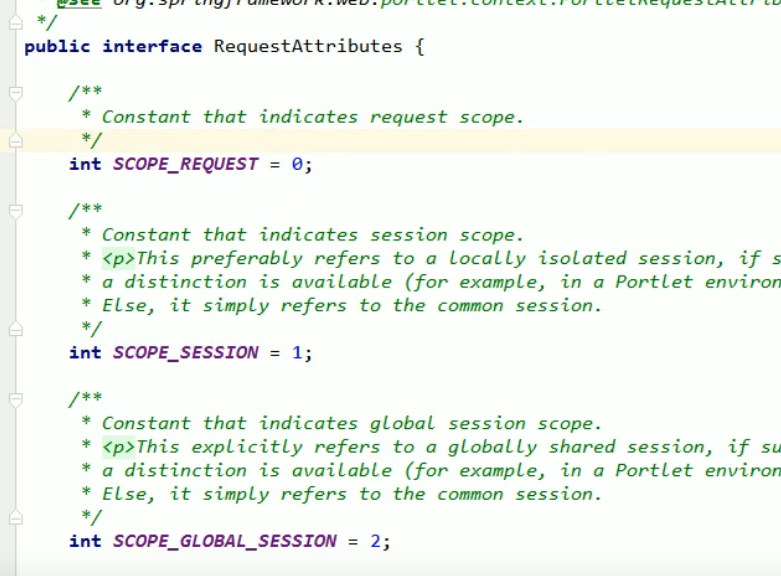 * @see org.springframework.web.portlet.context.PortletRequestAttrib
*/
public interface RequestAttributes {
/**
* Constant that indicates request scope.
*/
int SCOPE_REQUEST = 0;
/**
* Constant that indicates session scope.
* <p>This preferably refers to a locally isolated session, if s
* a distinction is available (for example, in a Portlet environ
* Else, it simply refers to the common session.
*/
int SCOPE_SESSION = 1;
/**
* Constant that indicates global session scope.
* <p>This explicitly refers to a globally shared session, if su
* a distinction is available (for example, in a Portlet environ
* Else, it simply refers to the common session.
*/
int SCOPE_GLOBAL_SESSION = 2;